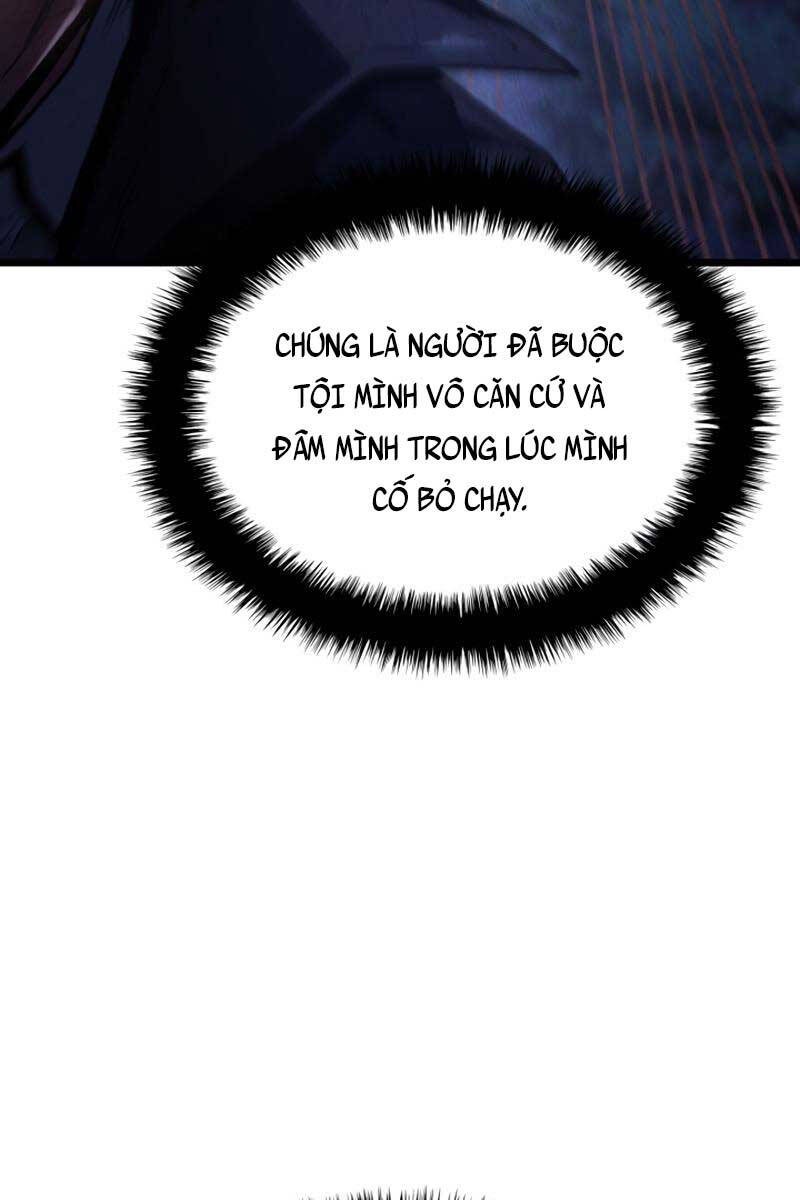 CHÚNG LÀ NGƯỜI ĐÃ BUỘC
TỘI MÌNH VÔ CĂN CỨ VÀ
ĐÂM MÌNH TRONG LÚC MÌNH
CỐ BỎ CHẠY.